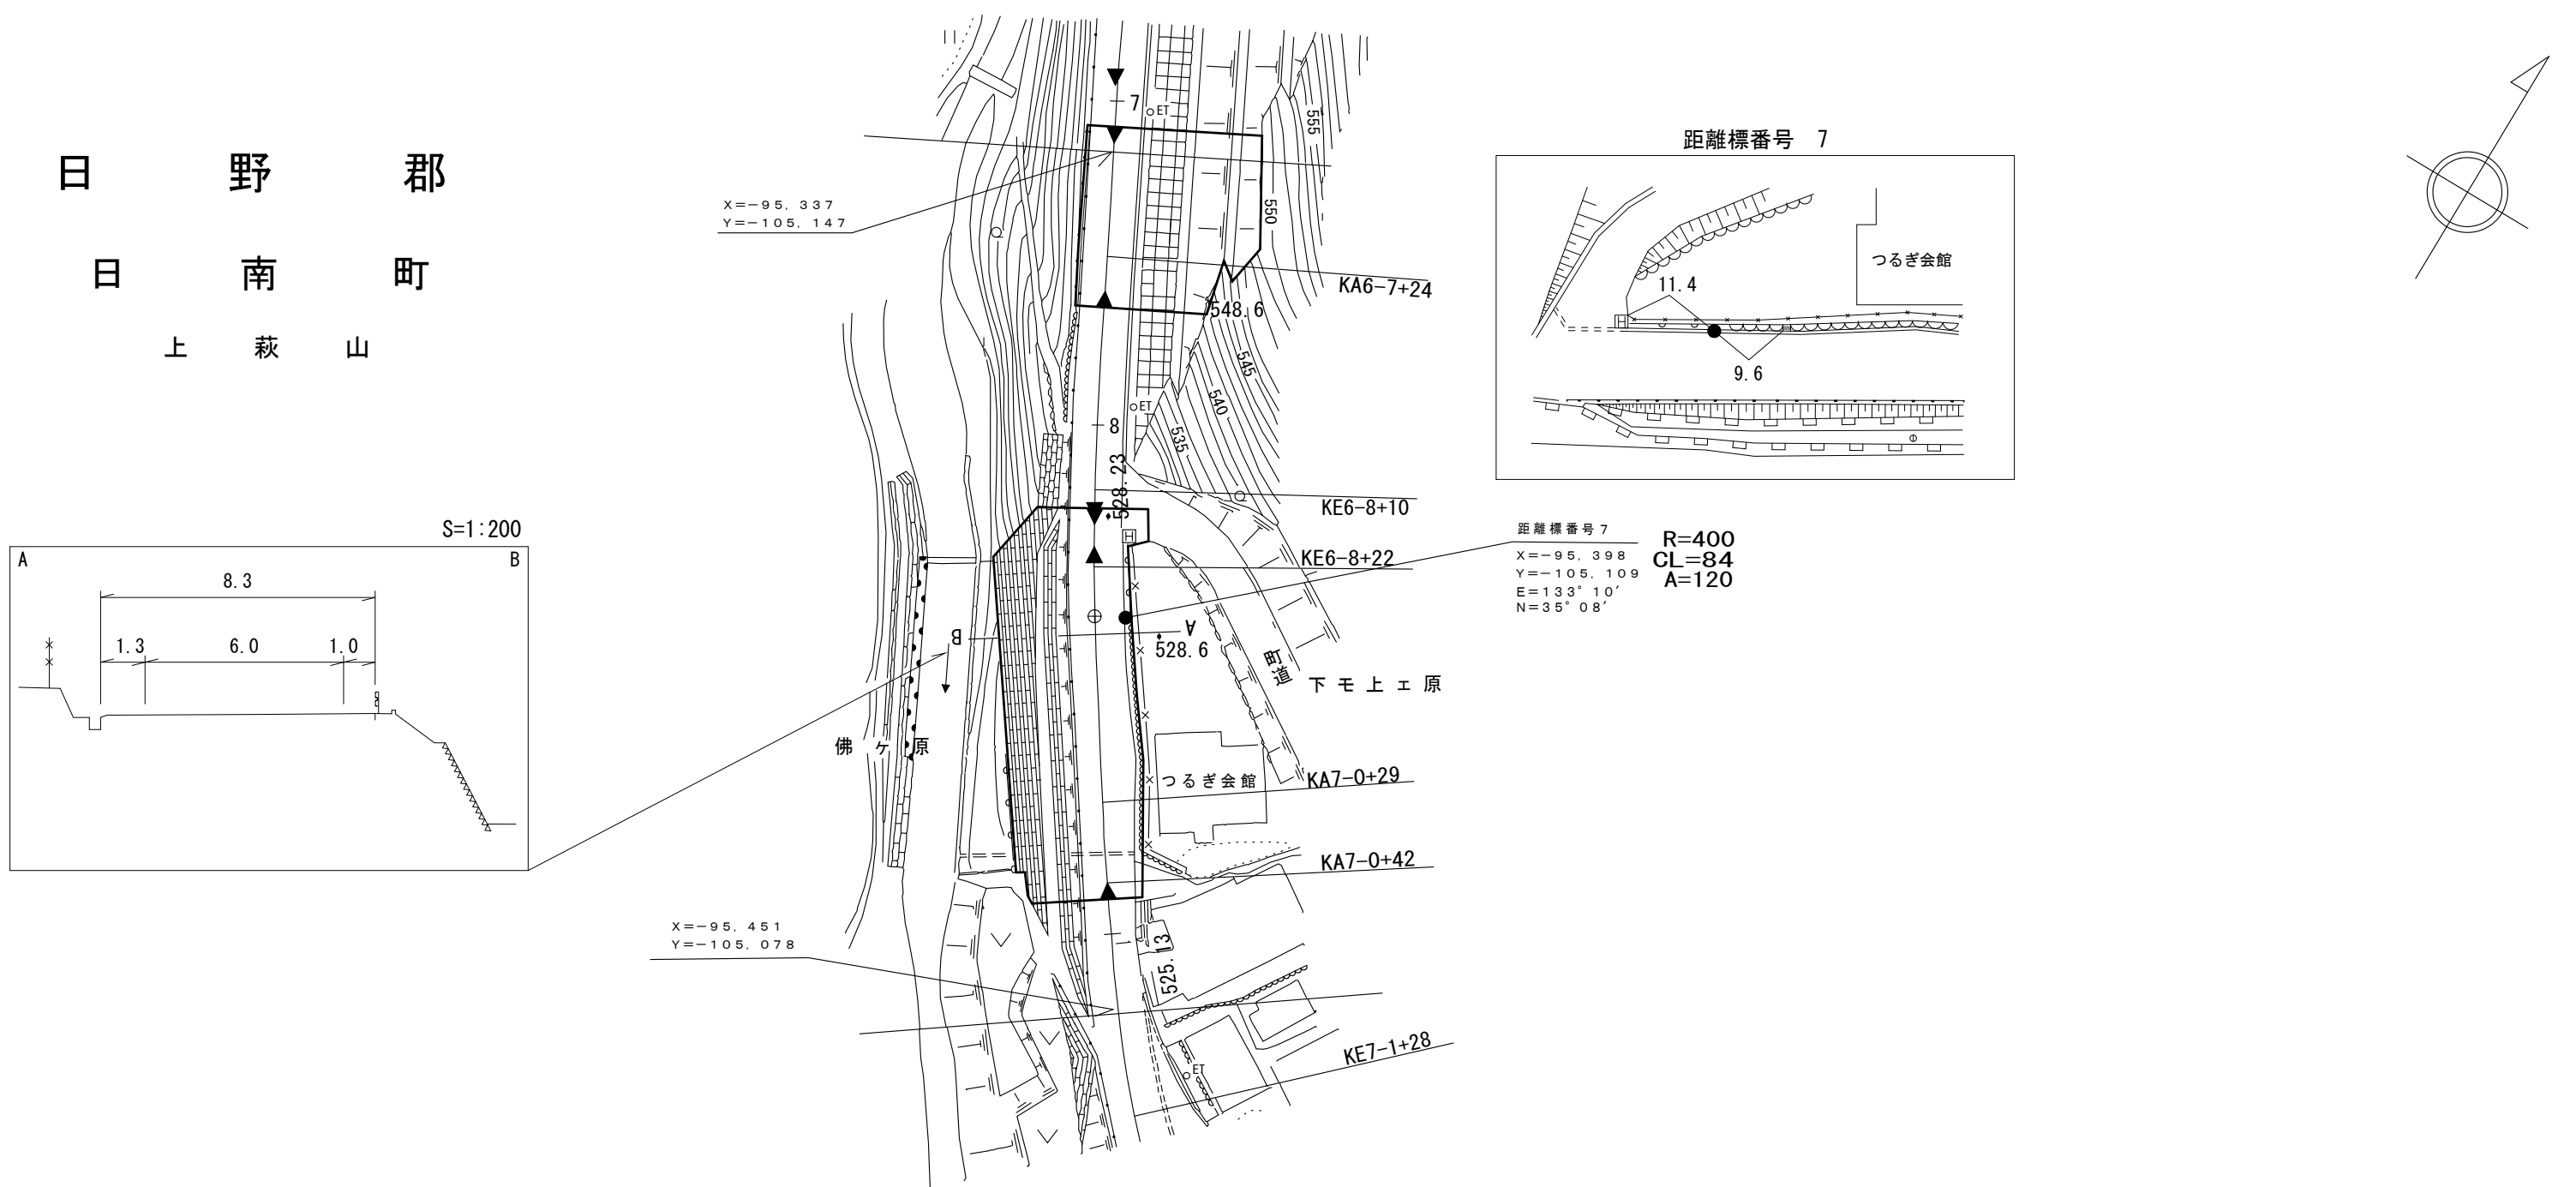 日 野 郡
日 南 町
上 萩 山
S=1:200
A
B
8.3
1.3
6.0
1.0
X=-95, 337
Y=-105, 147
7
ET
555
550
KA6-7+24
548.6
545
540
535
ET
8
528.23
KE6-8+10
H
KE6-8+22
B
A
528.6
町道
下モ上ェ原
佛ヶ原
つるぎ会館
KA7-0+29
KA7-0+42
X=-95, 451
Y=-105, 078
525.13
KE7-1+28
ET
距離標番号 7
つるぎ会館
11.4
H
9.6
距離標番号7
X=-95, 398
Y=-105, 109
E=133°10′
N=35°08′
R=400
CL=84
A=120